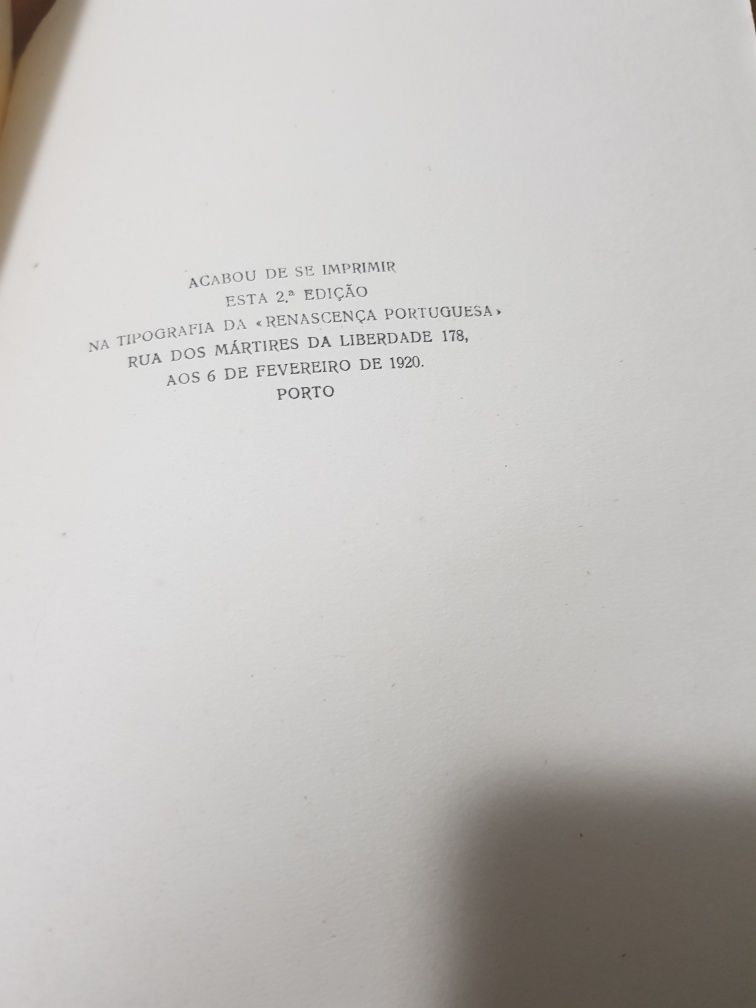 ACABOU DE SE IMPRIMIR
ESTA 2.ª EDIÇÃO
NA TIPOGRAFIA DA «RENASCENÇA PORTUGUESA»
RUA DOS MÁRTIRES DA LIBERDADE 178,
AOS 6 DE FEVEREIRO DE 1920.
PORTO